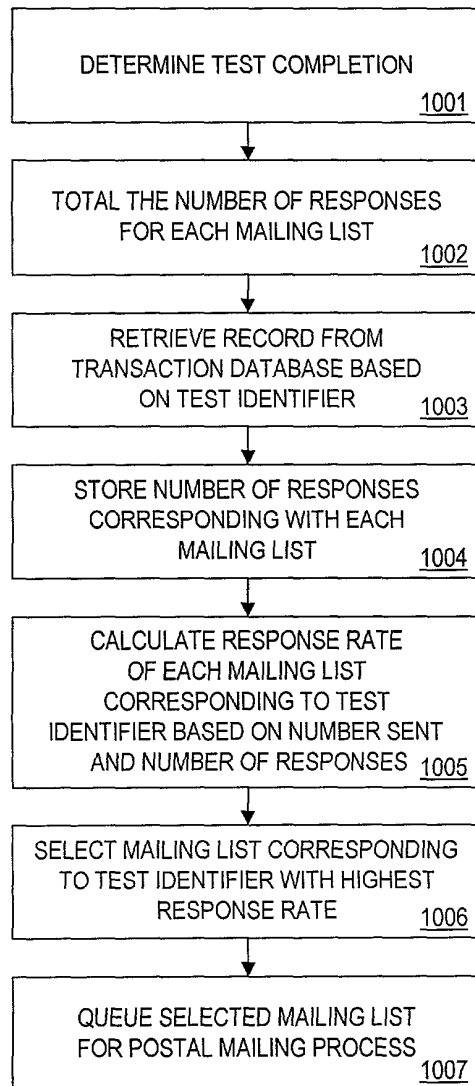 DETERMINE TEST COMPLETION
1001
TOTAL THE NUMBER OF RESPONSES
FOR EACH MAILING LIST
1002
RETRIEVE RECORD FROM
TRANSACTION DATABASE BASED
ON TEST IDENTIFIER
1003
STORE NUMBER OF RESPONSES
CORRESPONDING WITH EACH
MAILING LIST
1004
CALCULATE RESPONSE RATE
OF EACH MAILING LIST
CORRESPONDING TO TEST
IDENTIFIER BASED ON NUMBER SENT
AND NUMBER OF RESPONSES
1005
SELECT MAILING LIST CORRESPONDING
TO TEST IDENTIFIER WITH HIGHEST
RESPONSE RATE
1006
QUEUE SELECTED MAILING LIST
FOR POSTAL MAILING PROCESS
1007